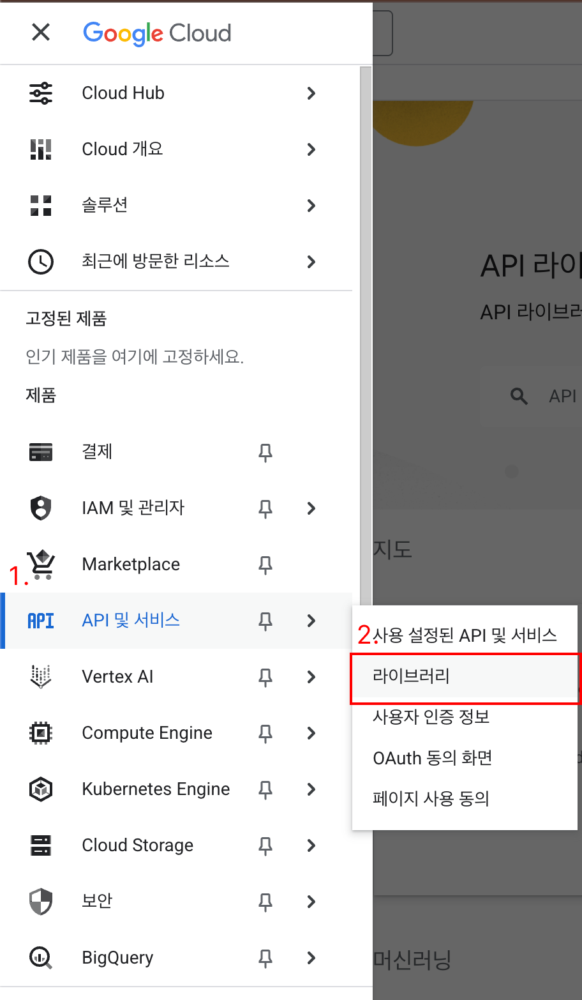 Google Cloud
Cloud Hub
Cloud 개요
솔루션
최근에 방문한 리소스
고정된 제품
인기 제품을 여기에 고정하세요.
제품
결제
IAM 및 관리자
Marketplace
1.
API API 및 서비스
Vertex AI
Compute Engine
Kubernetes Engine
Cloud Storage
보안
BigQuery
2.
사용 설정된 API 및 서비스
라이브러리
사용자 인증 정보
OAuth 동의 화면
페이지 사용 동의
API 라이
API 라이브러
API
지도
머신러닝